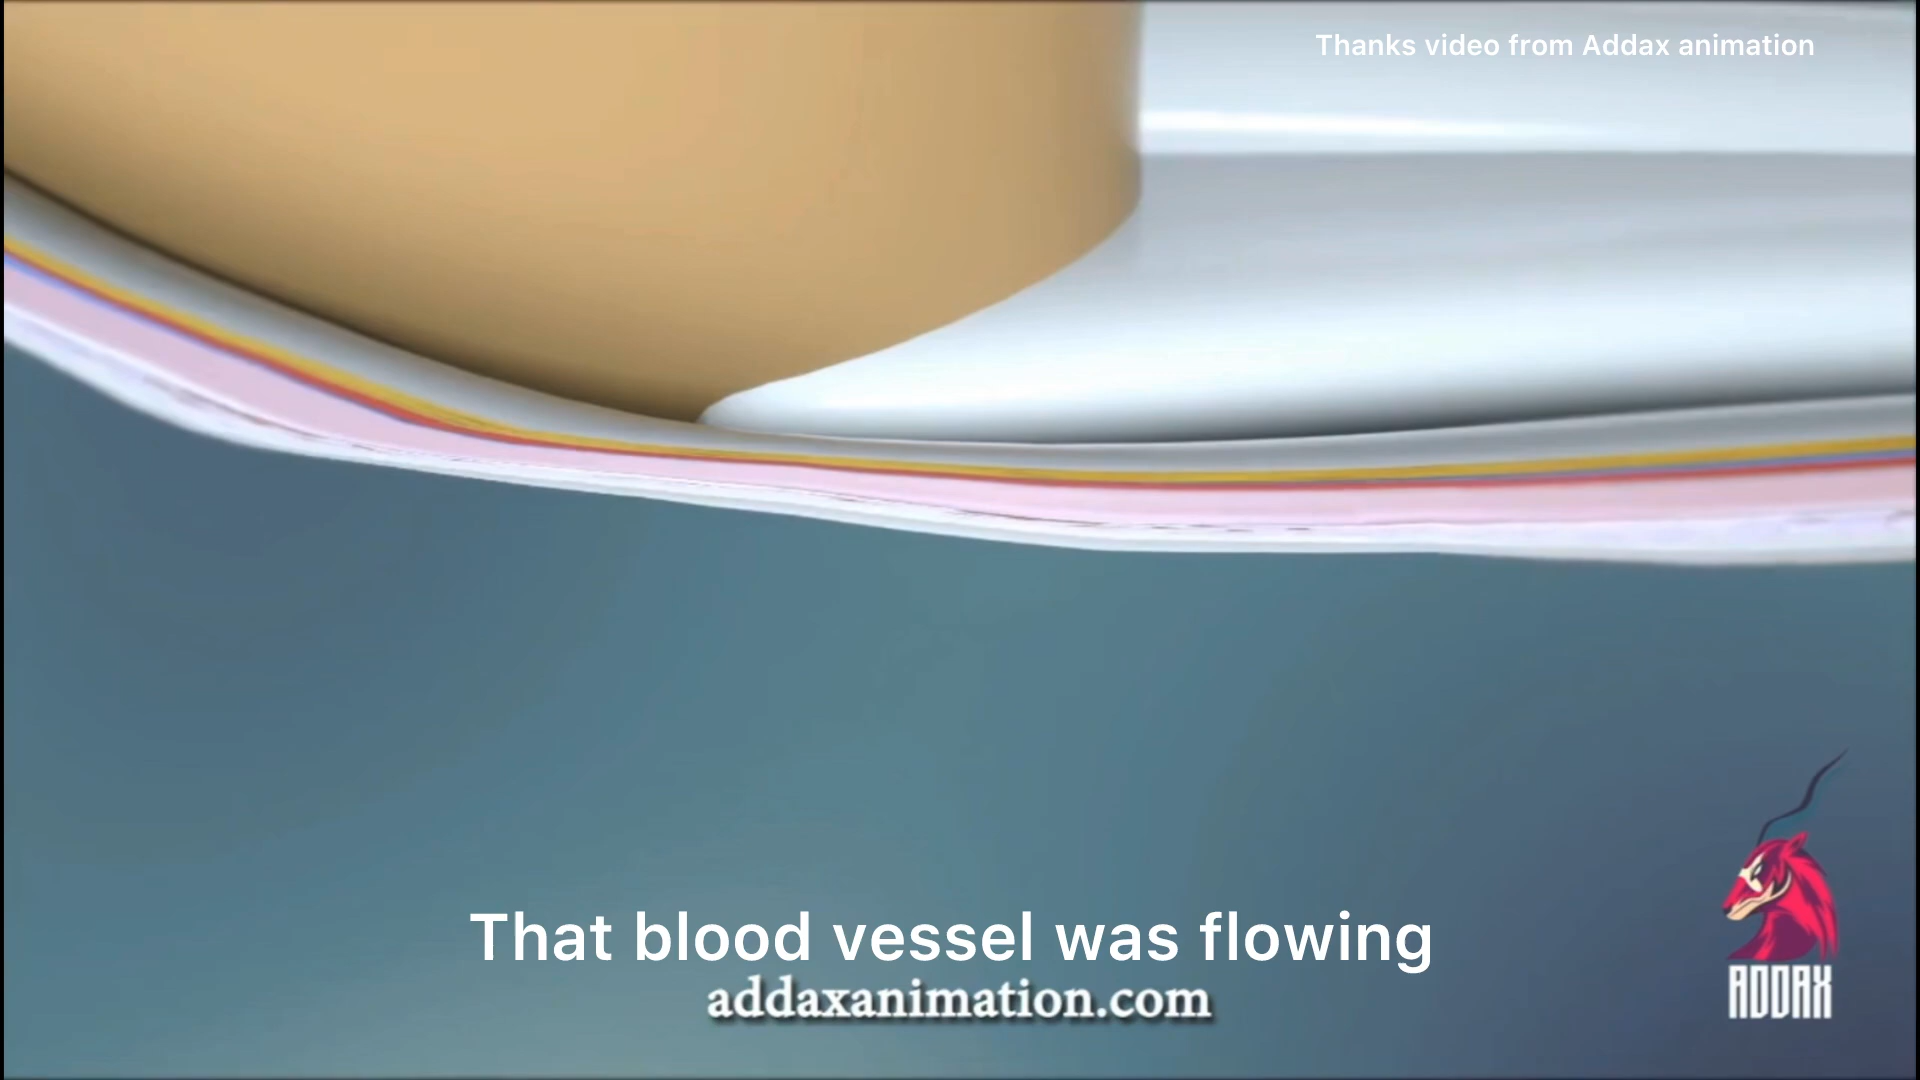 Thanks video from Addax animation
That blood vessel was flowing
addaxanimation.com
ADDAX